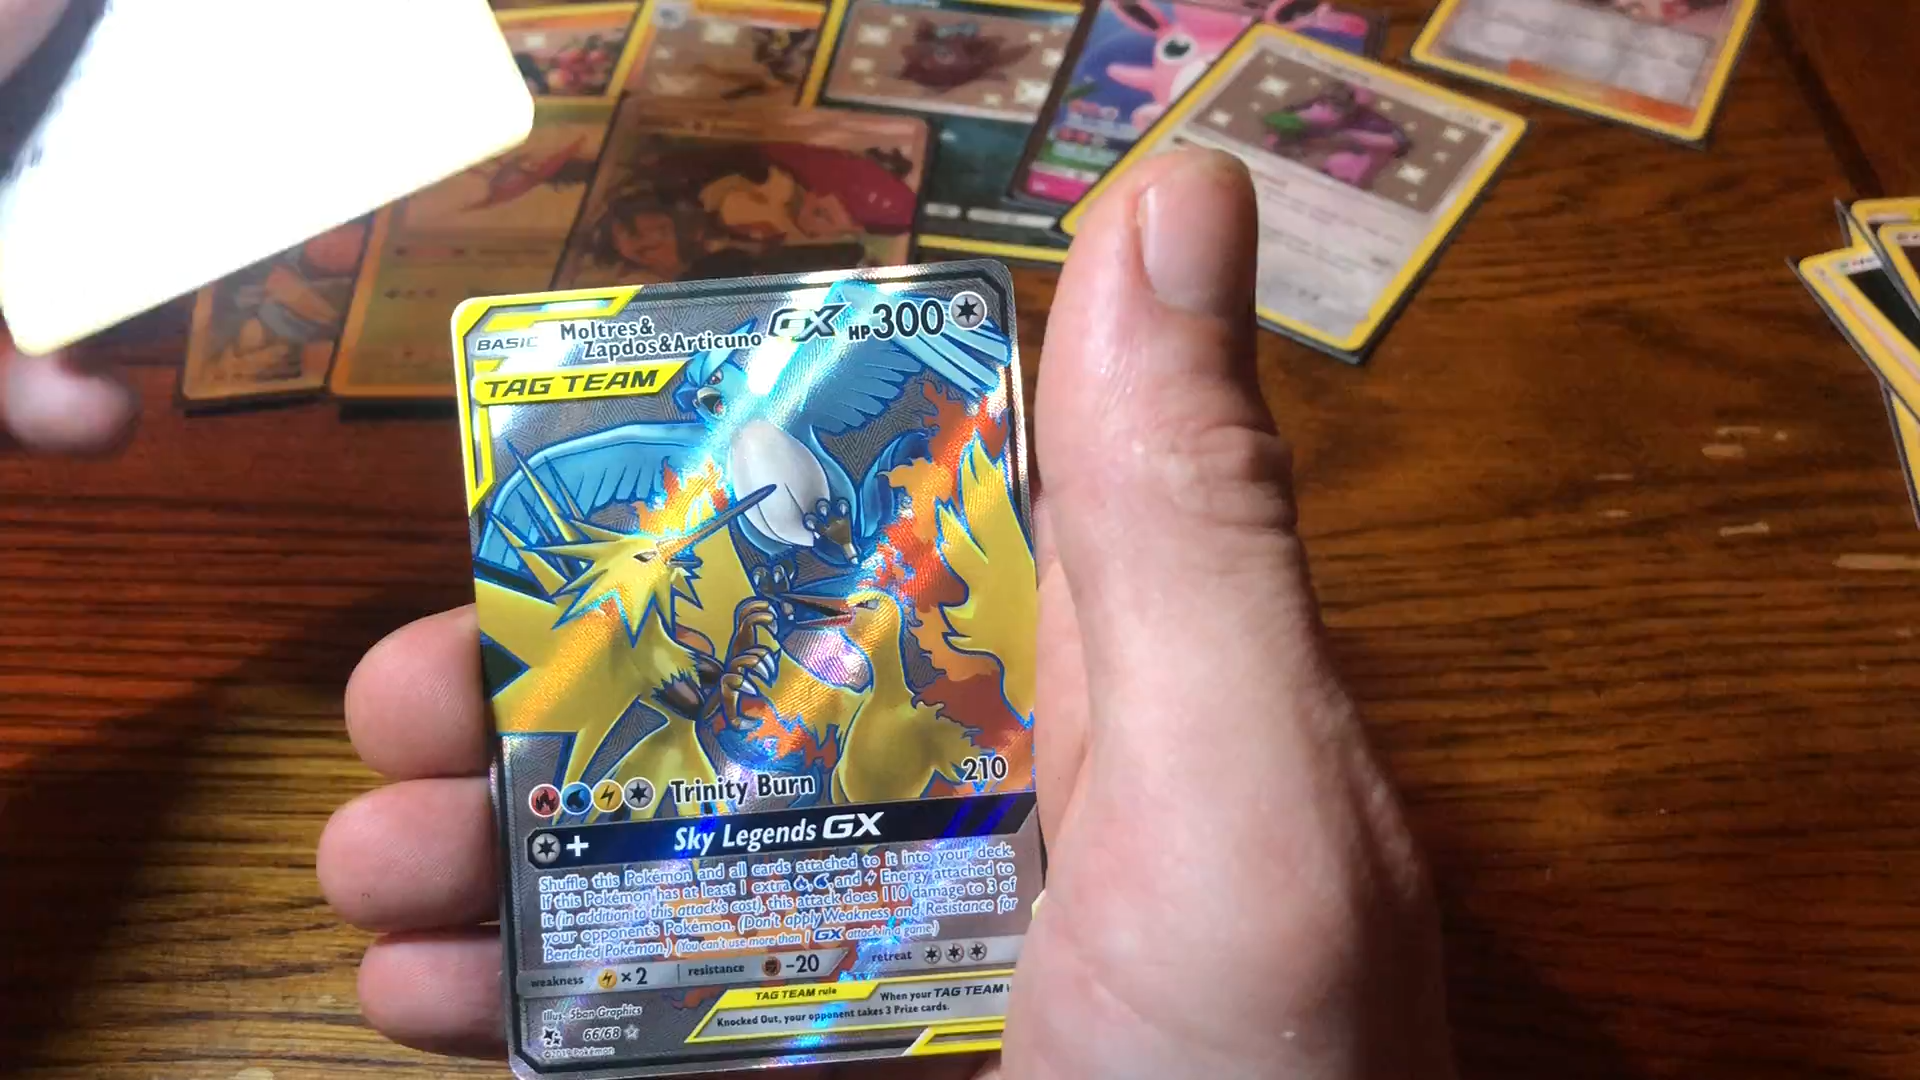 BASIC
Moltres&
Zapdos&Articuno GX HP300
TAG TEAM
Trinity Burn 210
+ Sky Legends GX
Shuffle this Pokémon and all cards attached to it into your deck.
If this Pokémon has at least 1 extra , , and Energy attached to
it (in addition to this attack's cost), this attack does 110 damage to 3 of
your opponent's Pokémon. (Don't apply Weakness and Resistance for
Benched Pokémon.) (You can't use more than 1 GX attack in a game.)
weakness ×2 resistance -20 retreat
TAG TEAM rule When your TAG TEAM
Knocked Out, your opponent takes 3 Prize cards.
Illus. 5ban Graphics
66/68
©2019 Pokémon